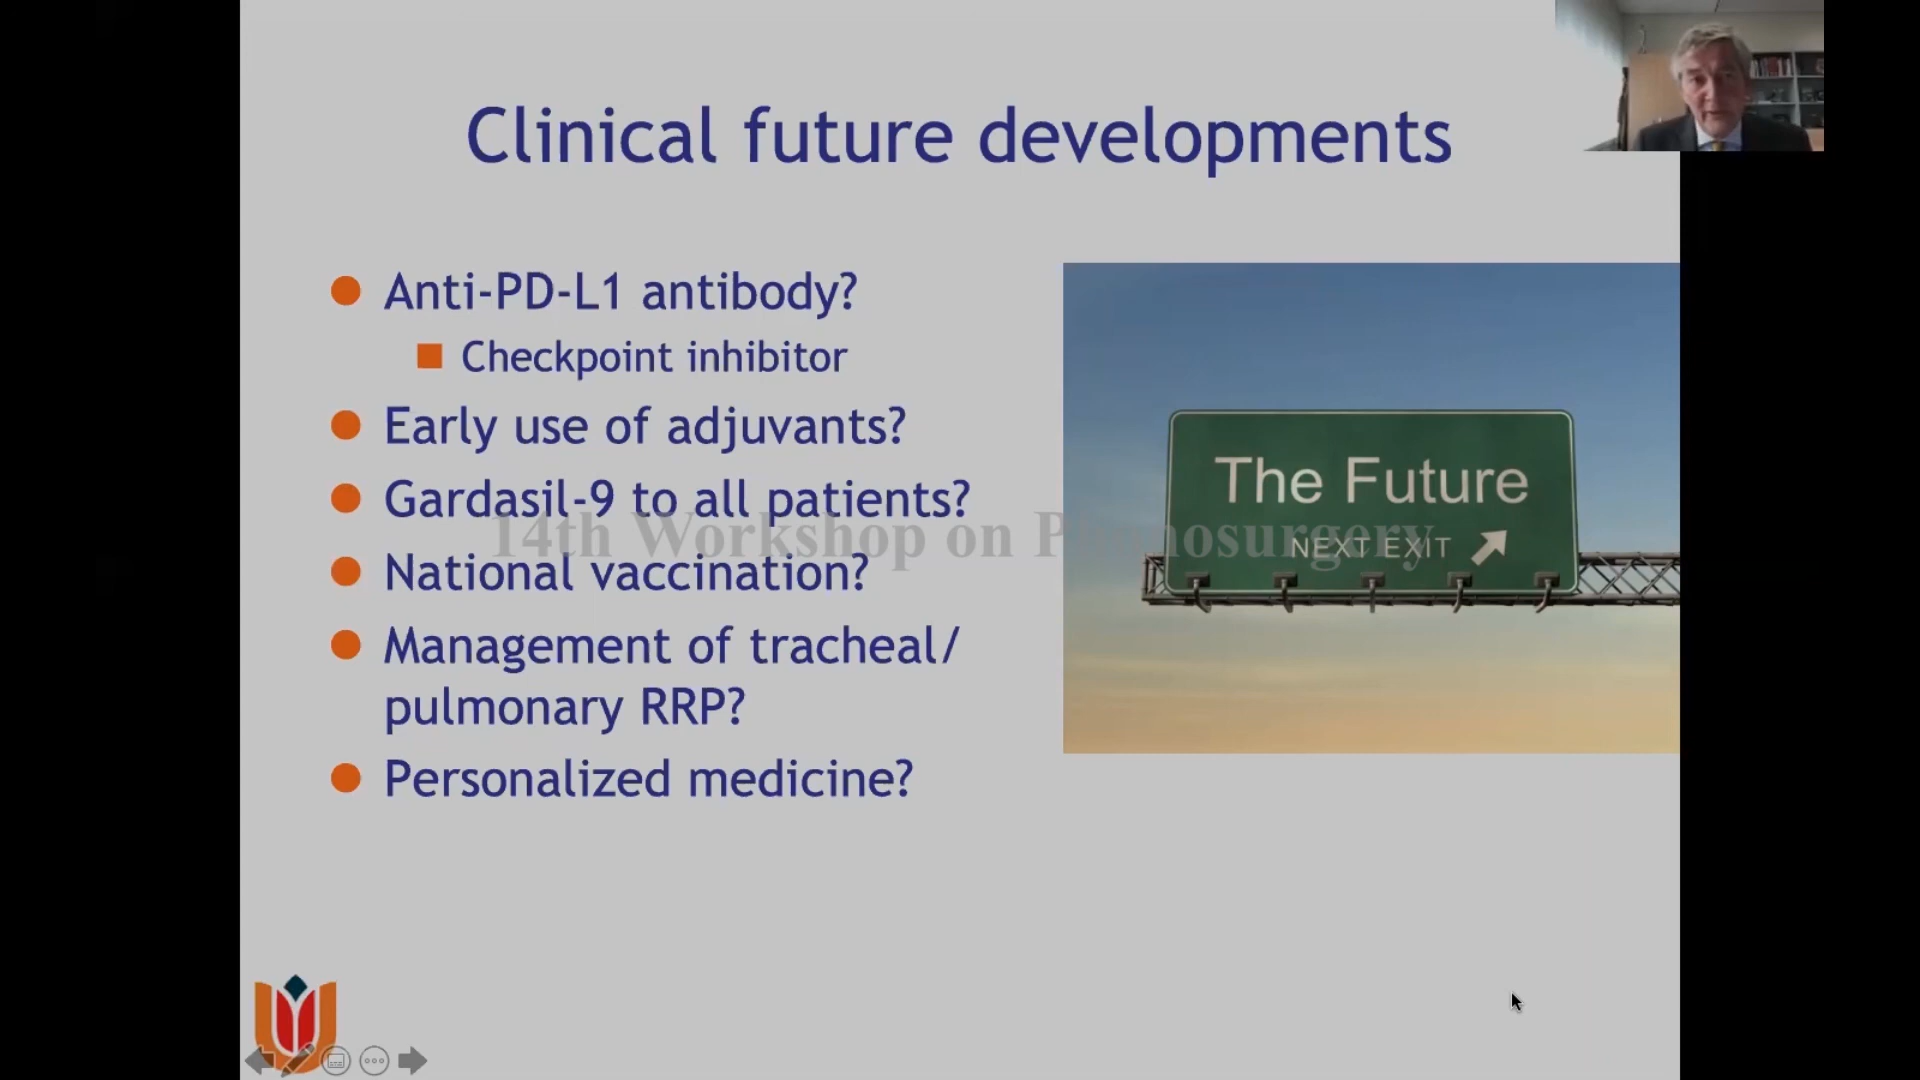 Clinical future developments
Anti-PD-L1 antibody?
Checkpoint inhibitor
Early use of adjuvants?
Gardasil-9 to all patients?
National vaccination?
Management of tracheal/
pulmonary RRP?
Personalized medicine?
The Future
NEXT EXIT
14th Workshop on Phonosurgery